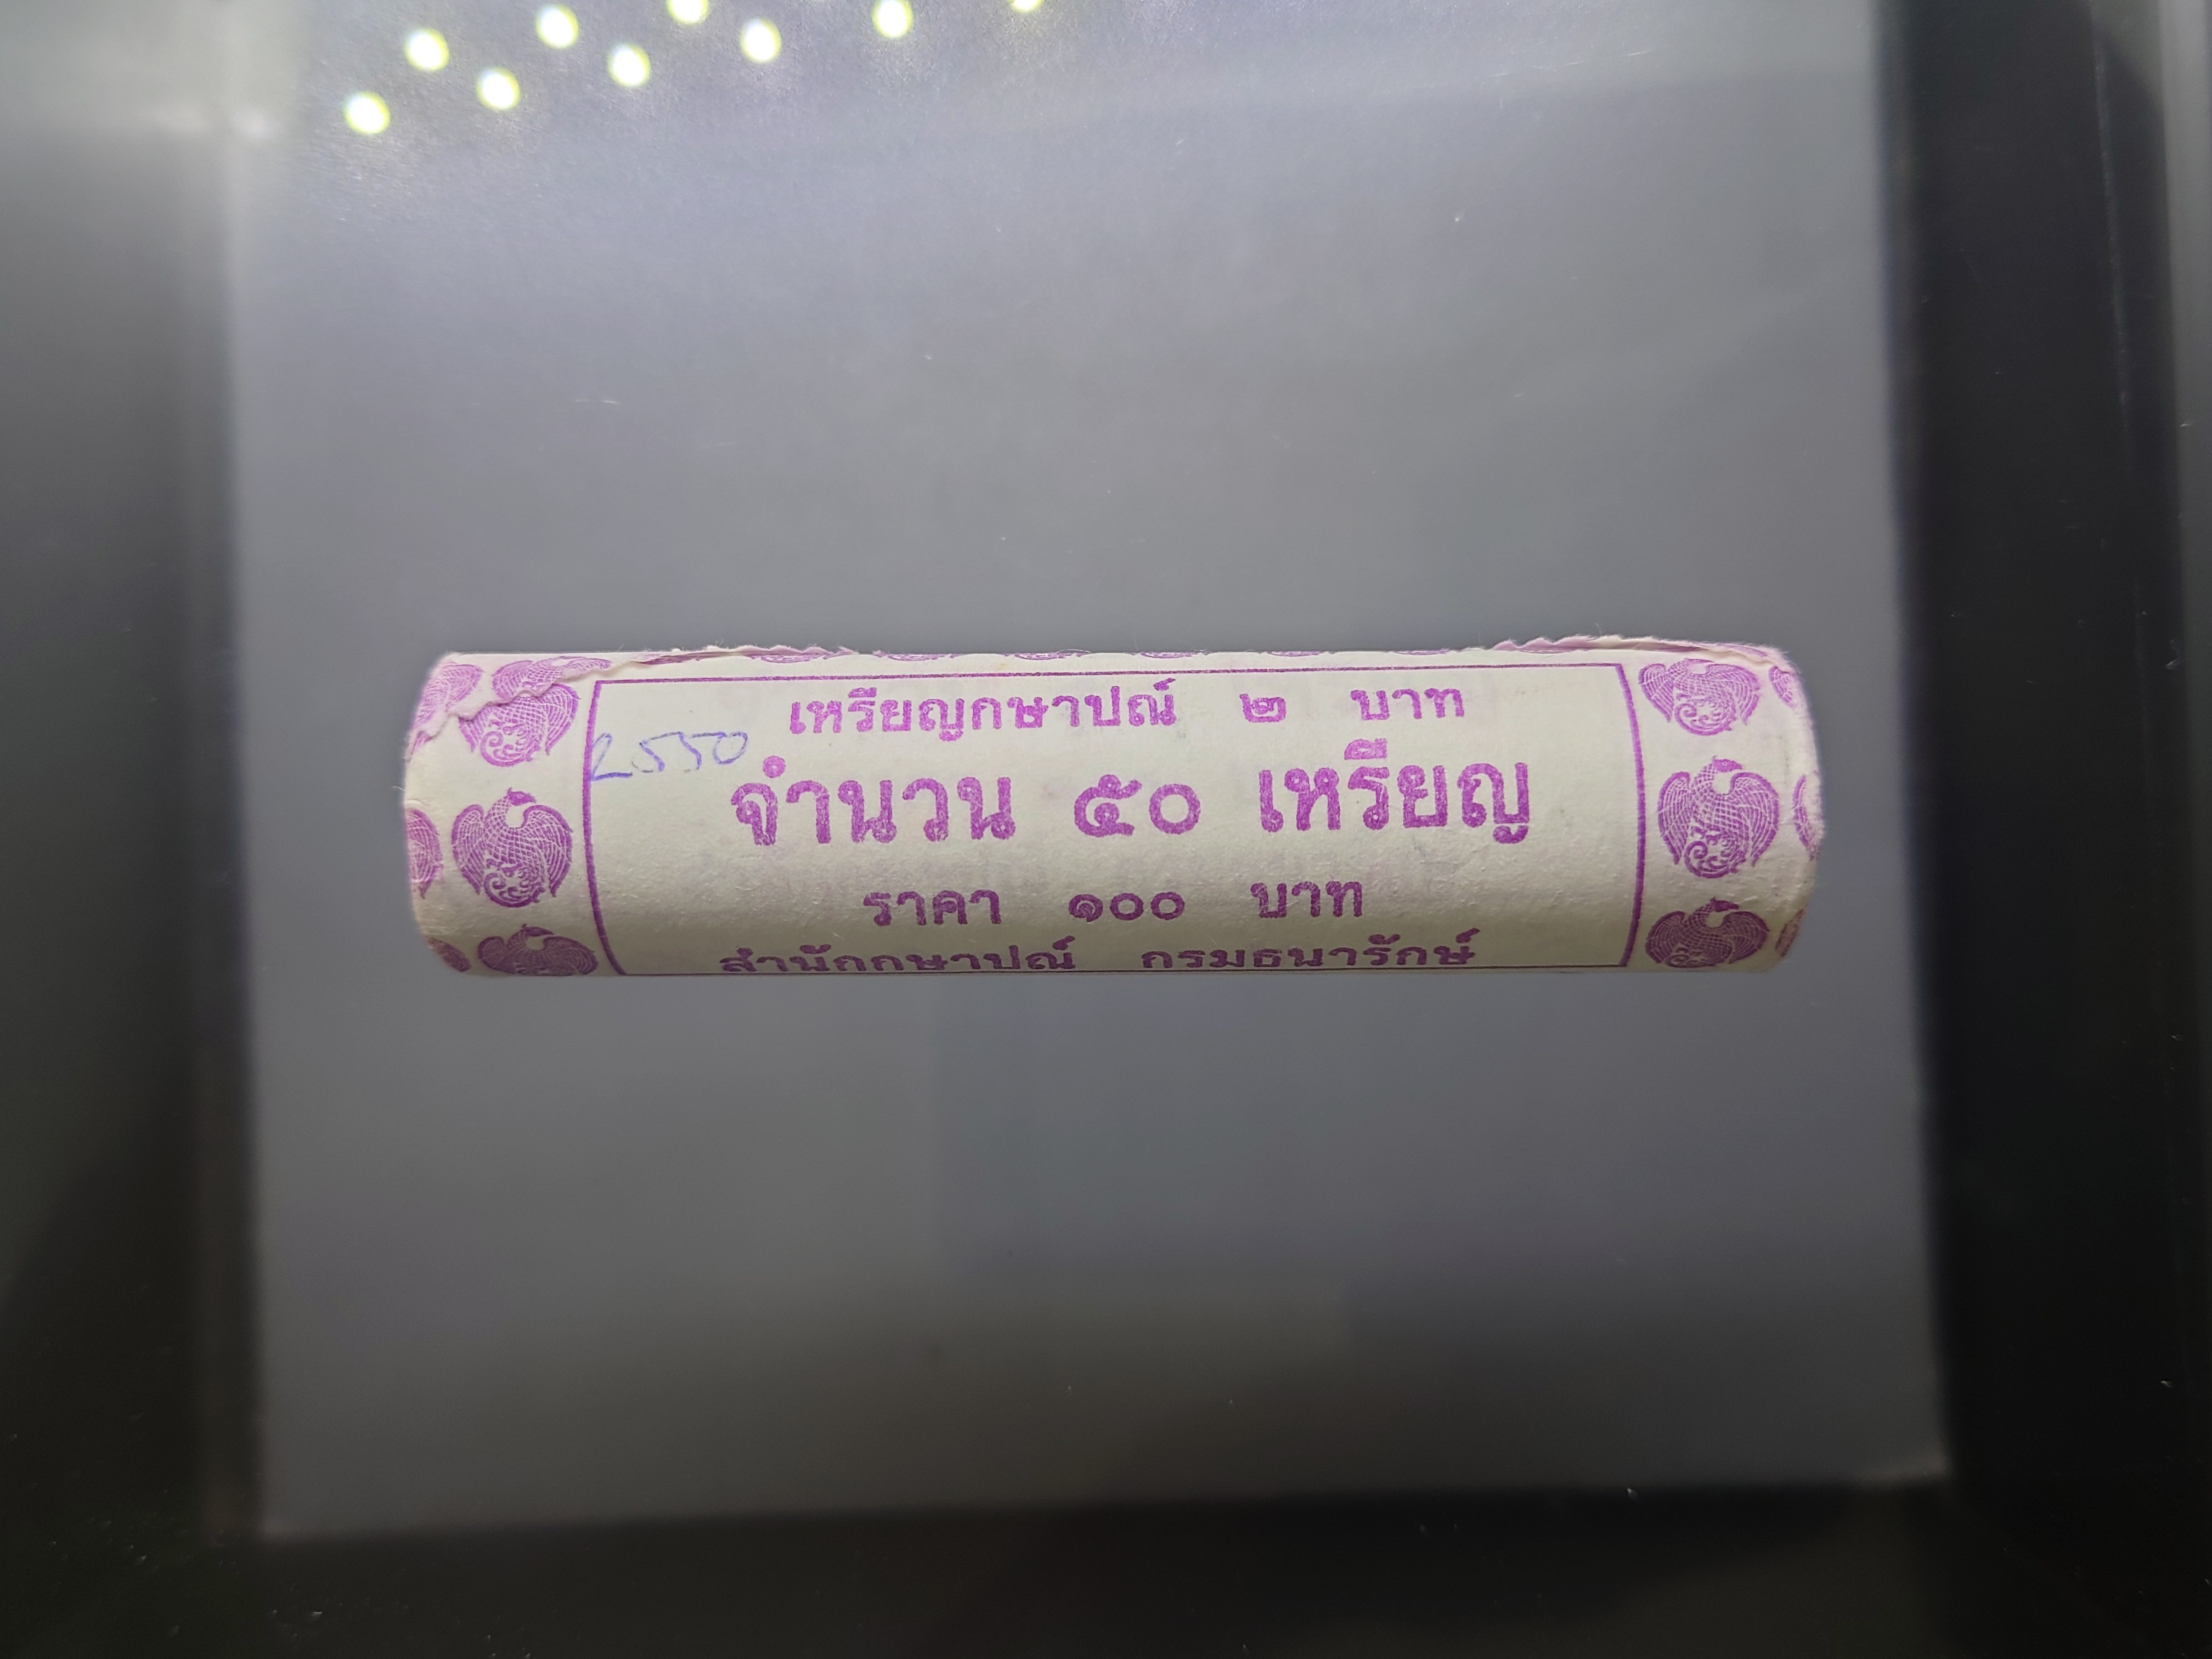 เหรียญกษาปณ์ ๒ บาท
2550
จำนวน ๕๐ เหรียญ
ราคา ๑๐๐ บาท
สำนักกษาปณ์ กรมธนารักษ์